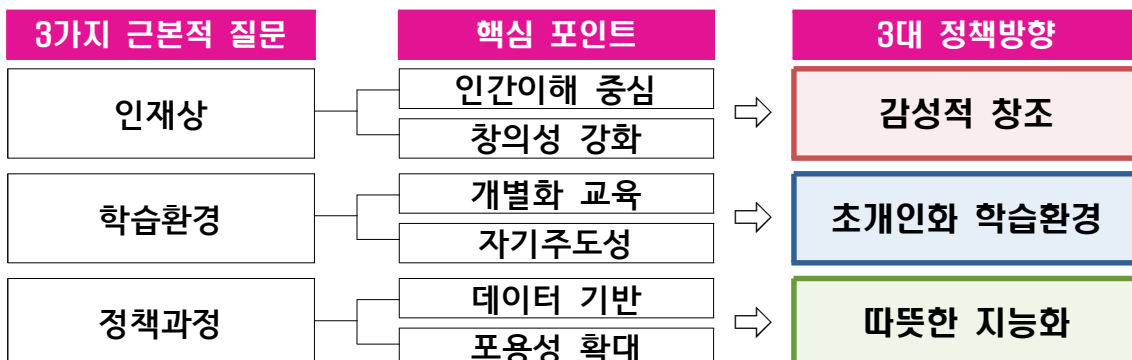 3가지 근본적 질문
핵심 포인트
3대 정책방향
인재상
인간이해 중심
창의성 강화
감성적 창조
학습환경
개별화 교육
자기주도성
초개인화 학습환경
정책과정
데이터 기반
포용성 확대
따뜻한 지능화